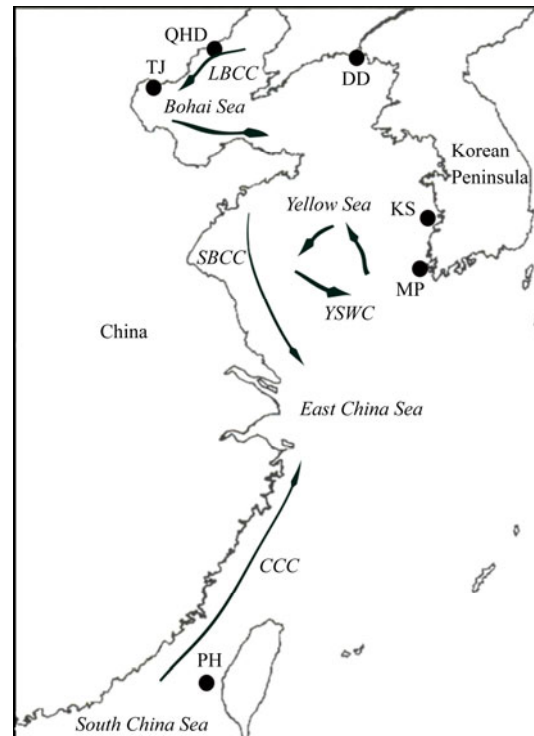 QHD
TJ
LBCC
DD
Bohai Sea
Korean
Peninsula
Yellow Sea
KS
SBCC
MP
YSWC
China
East China Sea
CCC
PH
South China Sea